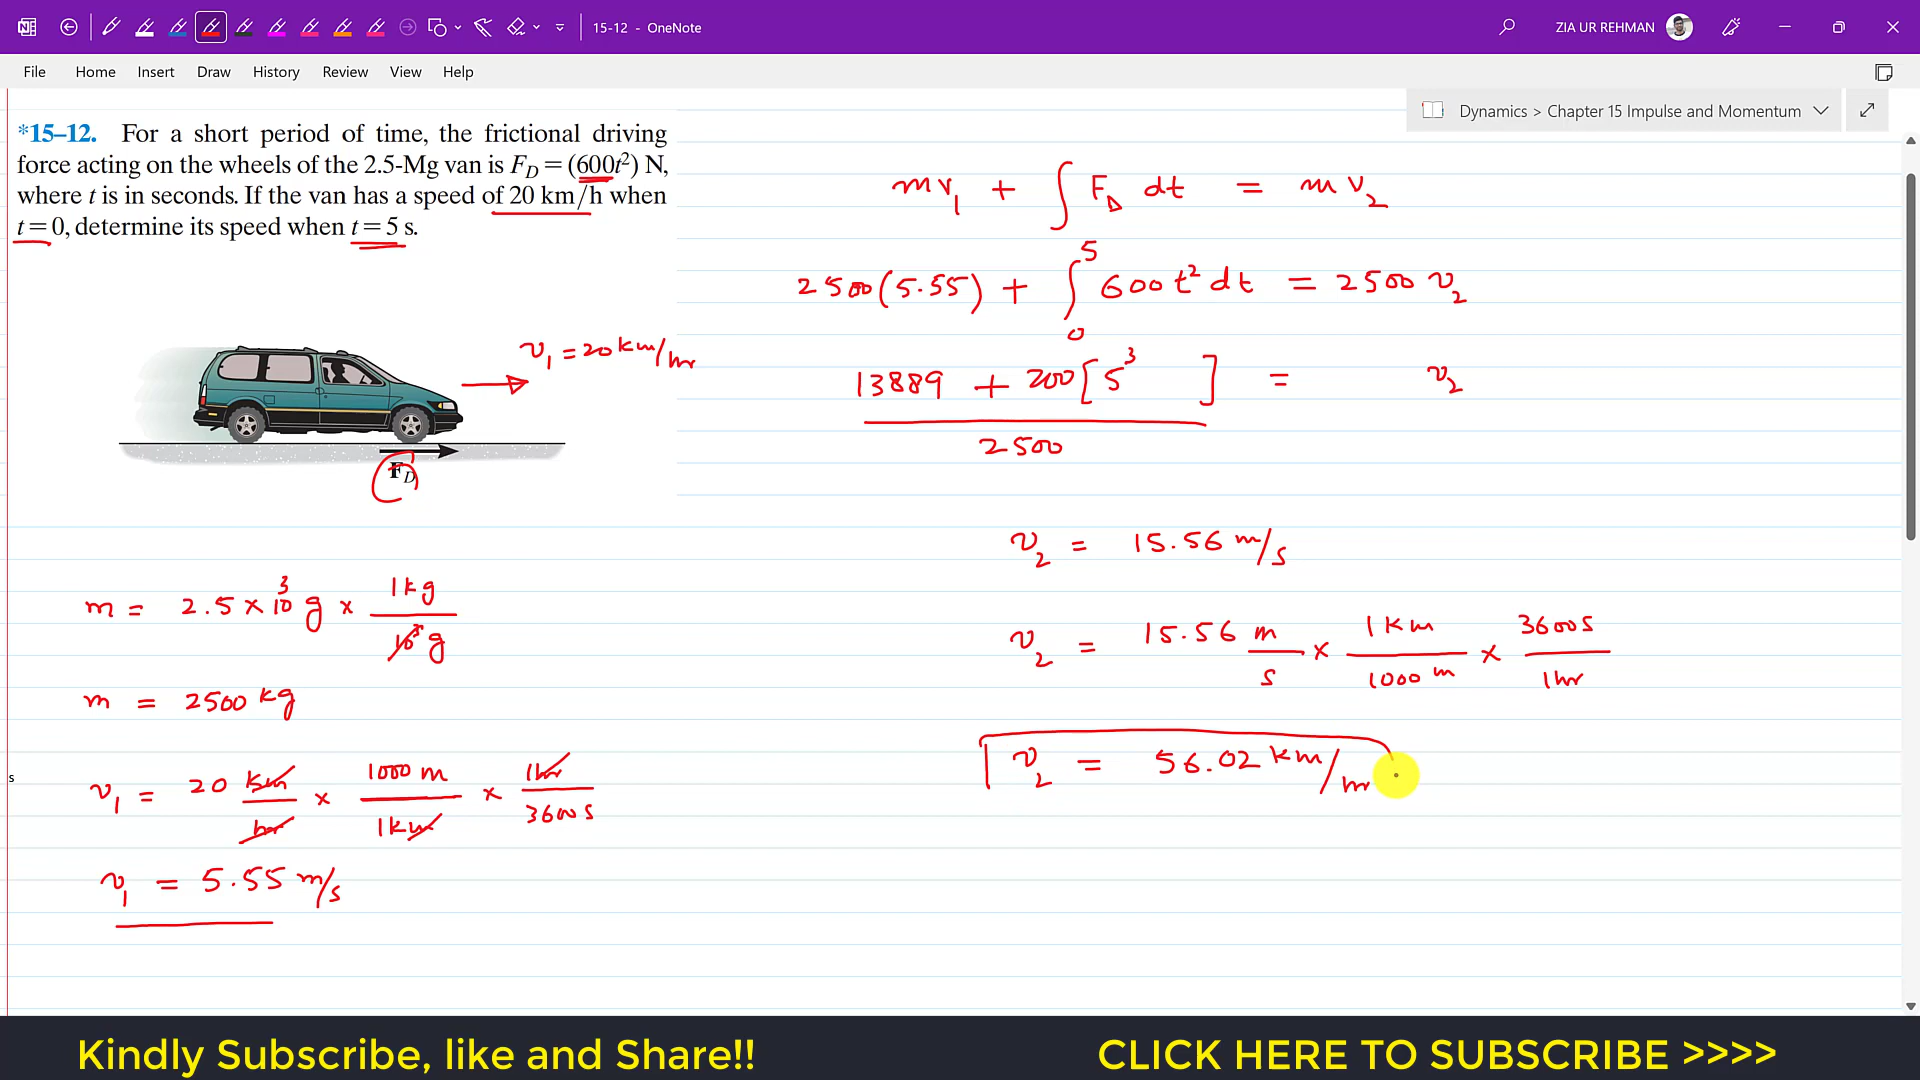 15-12 - OneNote
ZIA UR REHMAN
File Home Insert Draw History Review View Help
Dynamics > Chapter 15 Impulse and Momentum
*15–12. For a short period of time, the frictional driving
force acting on the wheels of the 2.5-Mg van is F_D = (600t²) N,
where t is in seconds. If the van has a speed of 20 km/h when
t = 0, determine its speed when t = 5 s.
v₁ = 20 km/hr
F_D
m = 2.5 × 10³ g × 1kg / 10³ g
m = 2500 kg
v₁ = 20 km/hr × 1000 m / 1km × 1hr / 3600 s
v₁ = 5.55 m/s
s
mv₁ + ∫ F_D dt = mv₂
2500(5.55) + ∫₀⁵ 600t² dt = 2500 v₂
13889 + 200[5³ ] / 2500 = v₂
v₂ = 15.56 m/s
v₂ = 15.56 m/s × 1km / 1000 m × 3600s / 1hr
v₂ = 56.02 km/hr
Kindly Subscribe, like and Share!!
CLICK HERE TO SUBSCRIBE >>>>